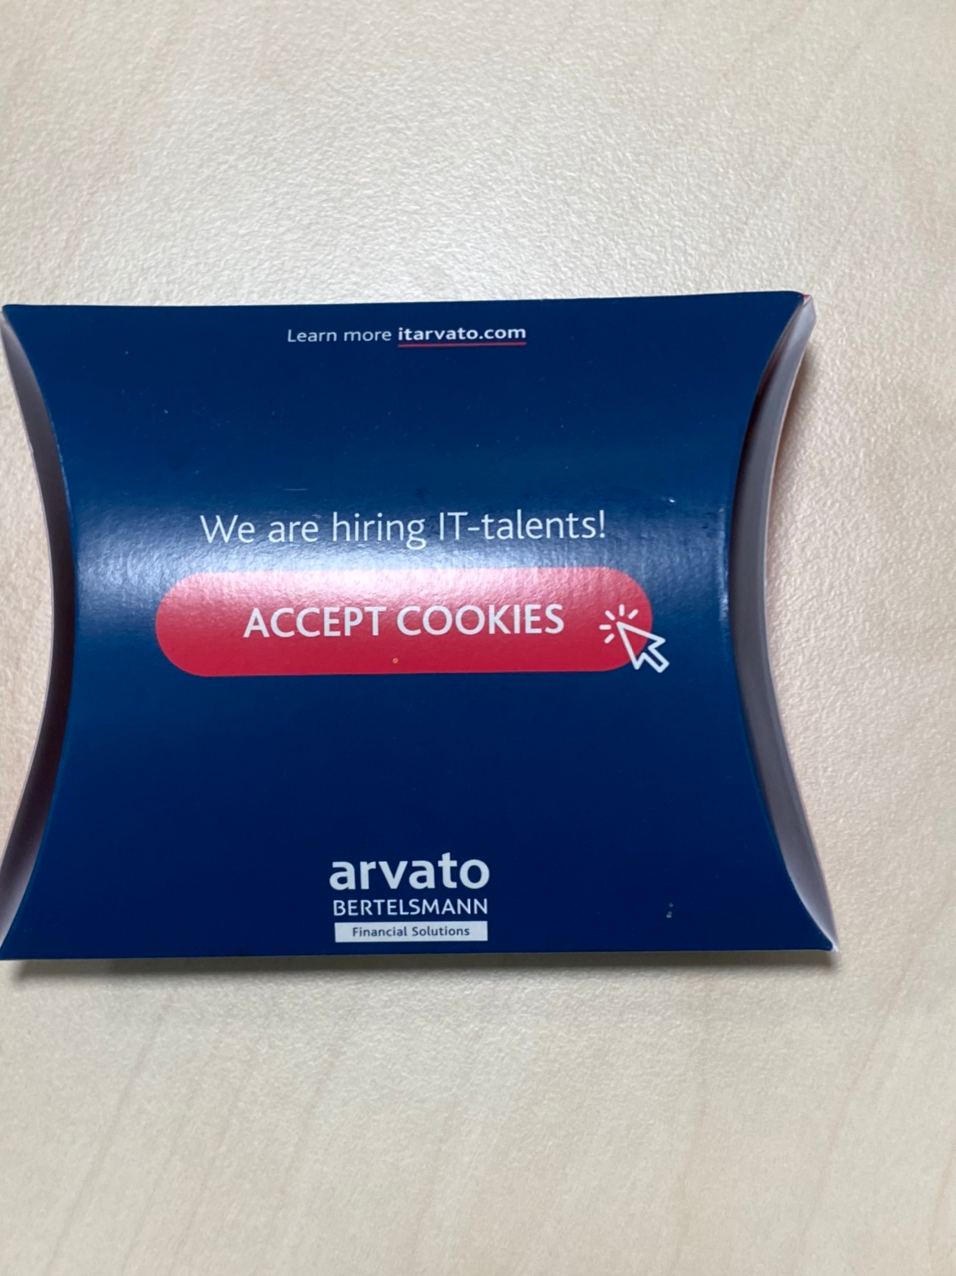 Learn more itarvato.com
We are hiring IT-talents!
ACCEPT COOKIES
arvato
BERTELSMANN
Financial Solutions